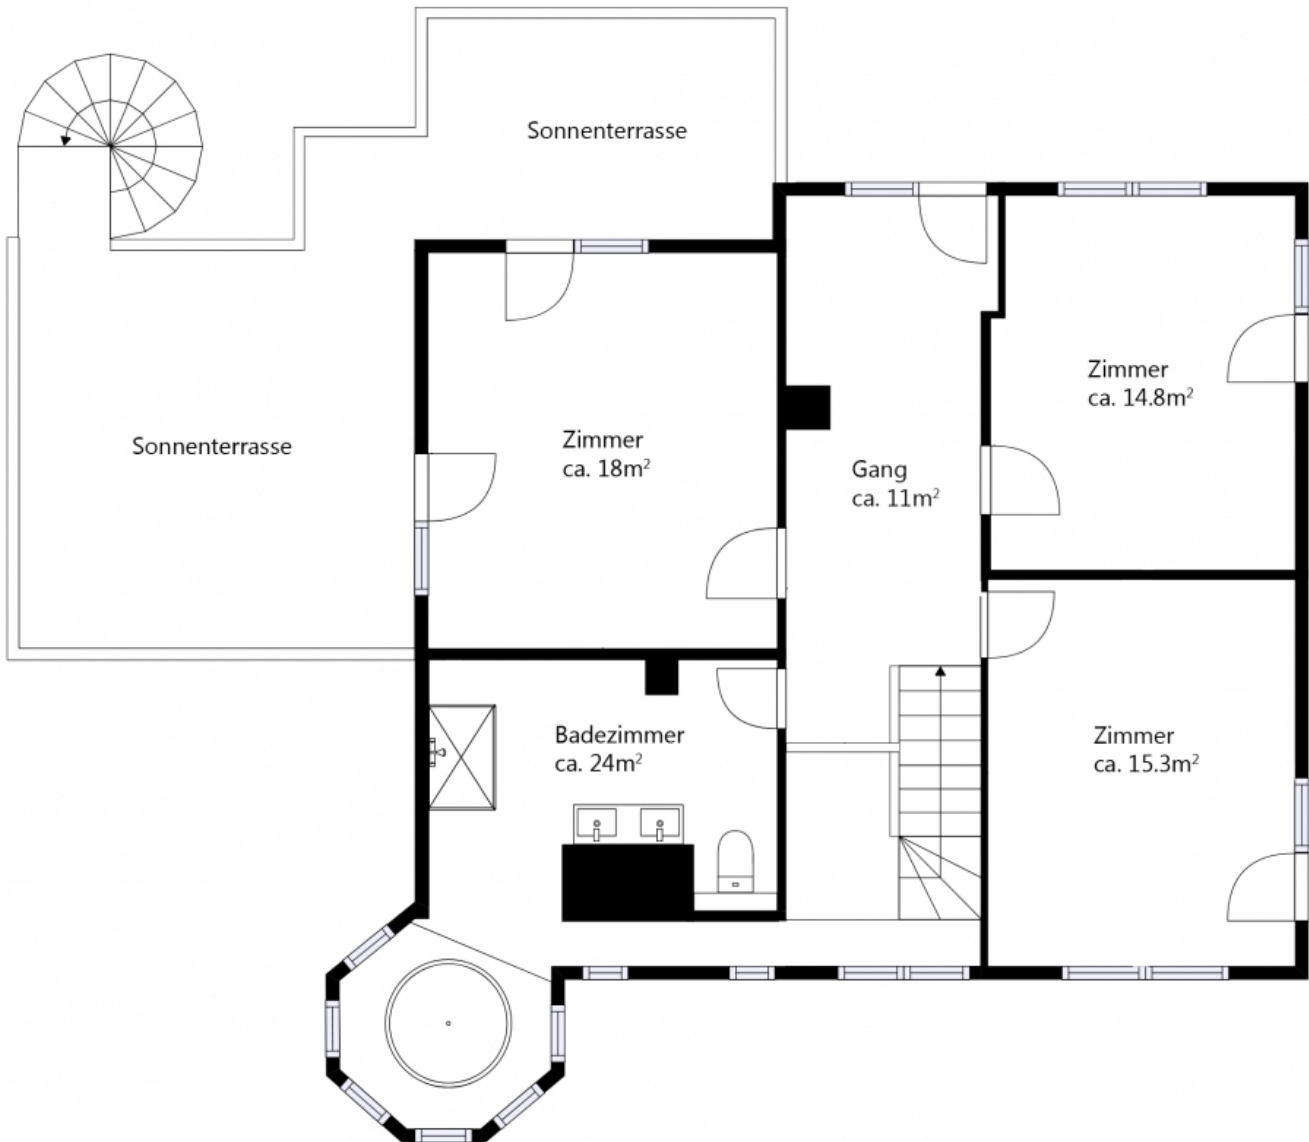 Sonnenterrasse
Zimmer
ca. 14.8m²
Sonnenterrasse
Zimmer
ca. 18m²
Gang
ca. 11m²
Badezimmer
ca. 24m²
Zimmer
ca. 15.3m²